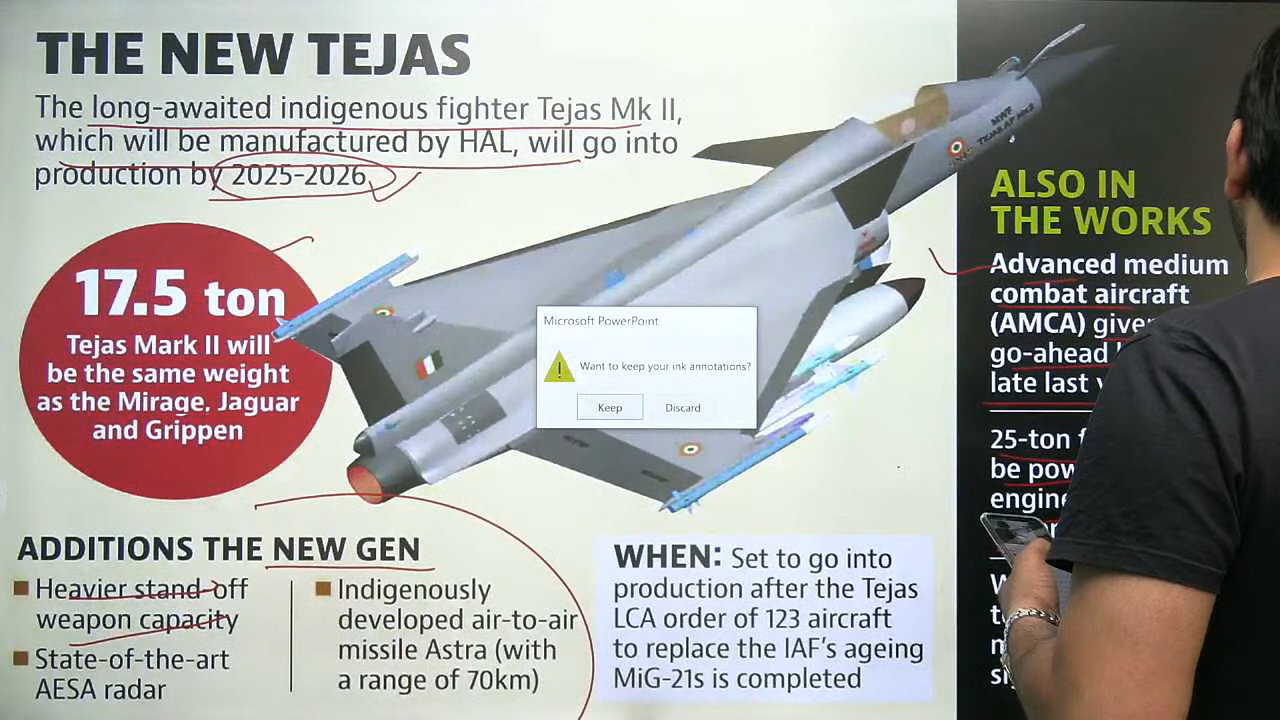 THE NEW TEJAS
The long-awaited indigenous fighter Tejas Mk II,
which will be manufactured by HAL, will go into
production by 2025-2026.
17.5 ton
Tejas Mark II will
be the same weight
as the Mirage, Jaguar
and Grippen
Microsoft PowerPoint
Want to keep your ink annotations?
Keep
Discard
ADDITIONS THE NEW GEN
Heavier stand-off
weapon capacity
State-of-the-art
AESA radar
Indigenously
developed air-to-air
missile Astra (with
a range of 70km)
WHEN: Set to go into
production after the Tejas
LCA order of 123 aircraft
to replace the IAF's ageing
MiG-21s is completed
ALSO IN
THE WORKS
Advanced medium
combat aircraft
(AMCA)
go-ahead
late last
25-ton
be